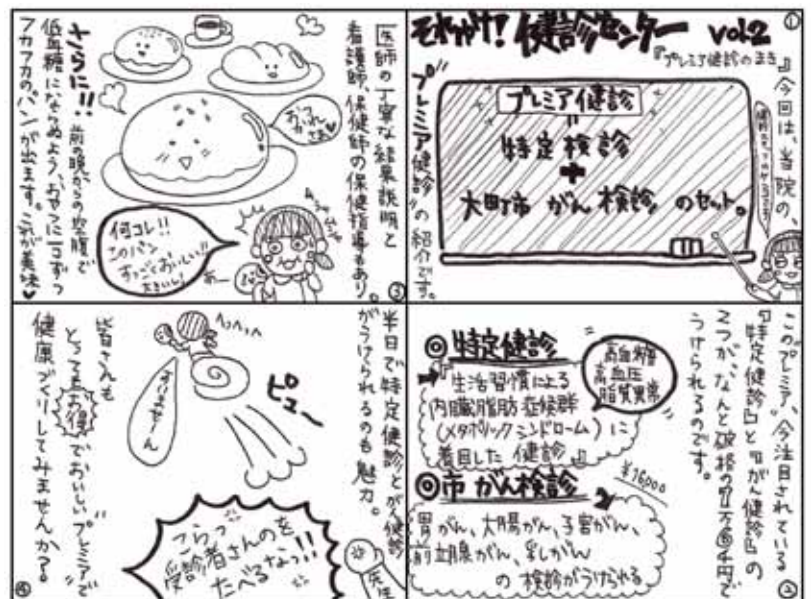 ①
それゆけ!健診センター vol.2
『プレミア健診のまき』
今回は、当院の、
"プレミア健診"の紹介です。
プレミア健診
=
特定検診
+
大町市 がん検診 のセット。
②
このプレミア、今注目されている
『特定健診』と『がん健診』の
2つが、なんと破格の
うけられるのです。
◎特定健診
高血糖
高血圧
脂質異常
生活習慣による
内臓脂肪症候群
(メタボリックシンドローム)に
着目した 健診
◎市 がん検診
¥16000
胃がん、大腸がん、子宮がん、
前立腺がん、乳がん
の 検診がうけられる
③
医師の丁寧な結果説明と
看護師、保健師の保健指導もあり。
さらに!!前の晩からの空腹で
低血糖にならぬよう、おやつに一コずつ
フカフカのパンが出ます。これが美味♥
おつかれさま
何コレ!!
このパン
すっごくおいしい!!
④
半日で特定健診とがん健診
がうけられるのも魅力。
ピュー
すいませーん
こらっ
受診者さんのを
たべるなっ!!
先生
皆さんも
とってもお得でおいしい"プレミア"で
健康づくりしてみませんか?